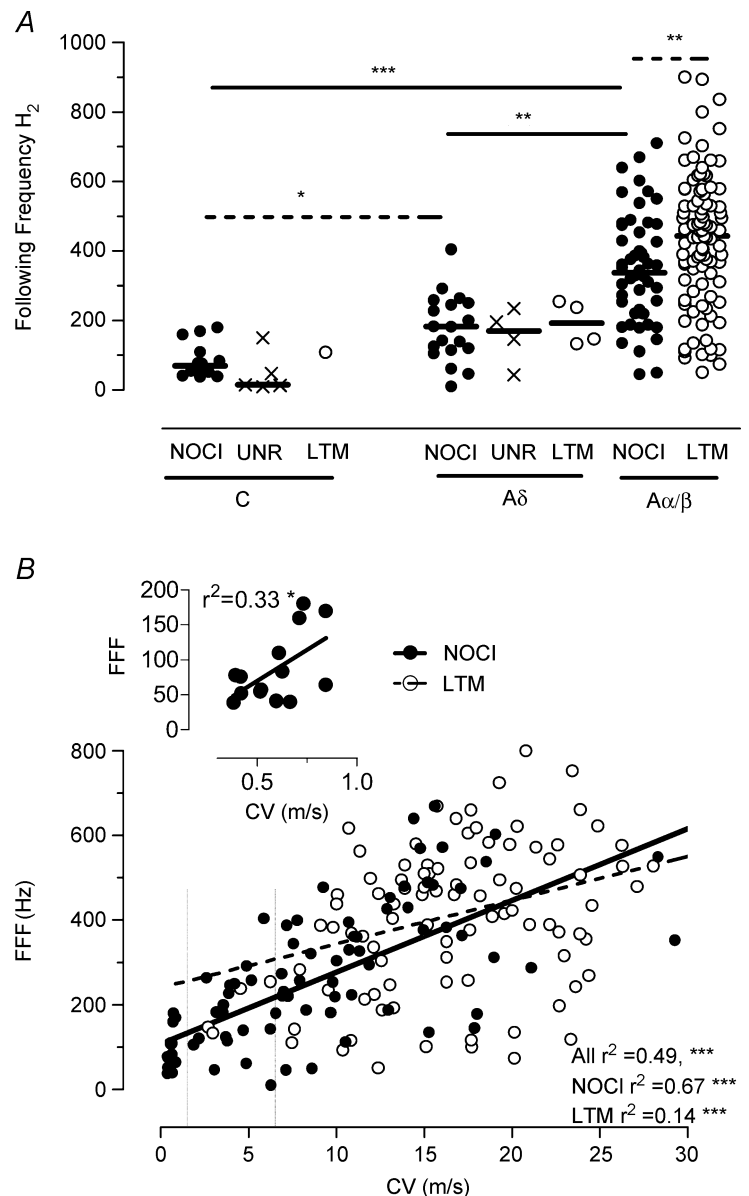 A
Following Frequency H2
1000
800
600
400
200
0
***
**
**
*
NOCI UNR LTM NOCI UNR LTM NOCI LTM
C Aδ Aα/β
B
FFF
200
150
100
50
0
r²=0.33 *
0.5 1.0
CV (m/s)
NOCI
LTM
FFF (Hz)
800
600
400
200
0
All r² =0.49, ***
NOCI r² =0.67 ***
LTM r² =0.14 ***
0 5 10 15 20 25 30
CV (m/s)